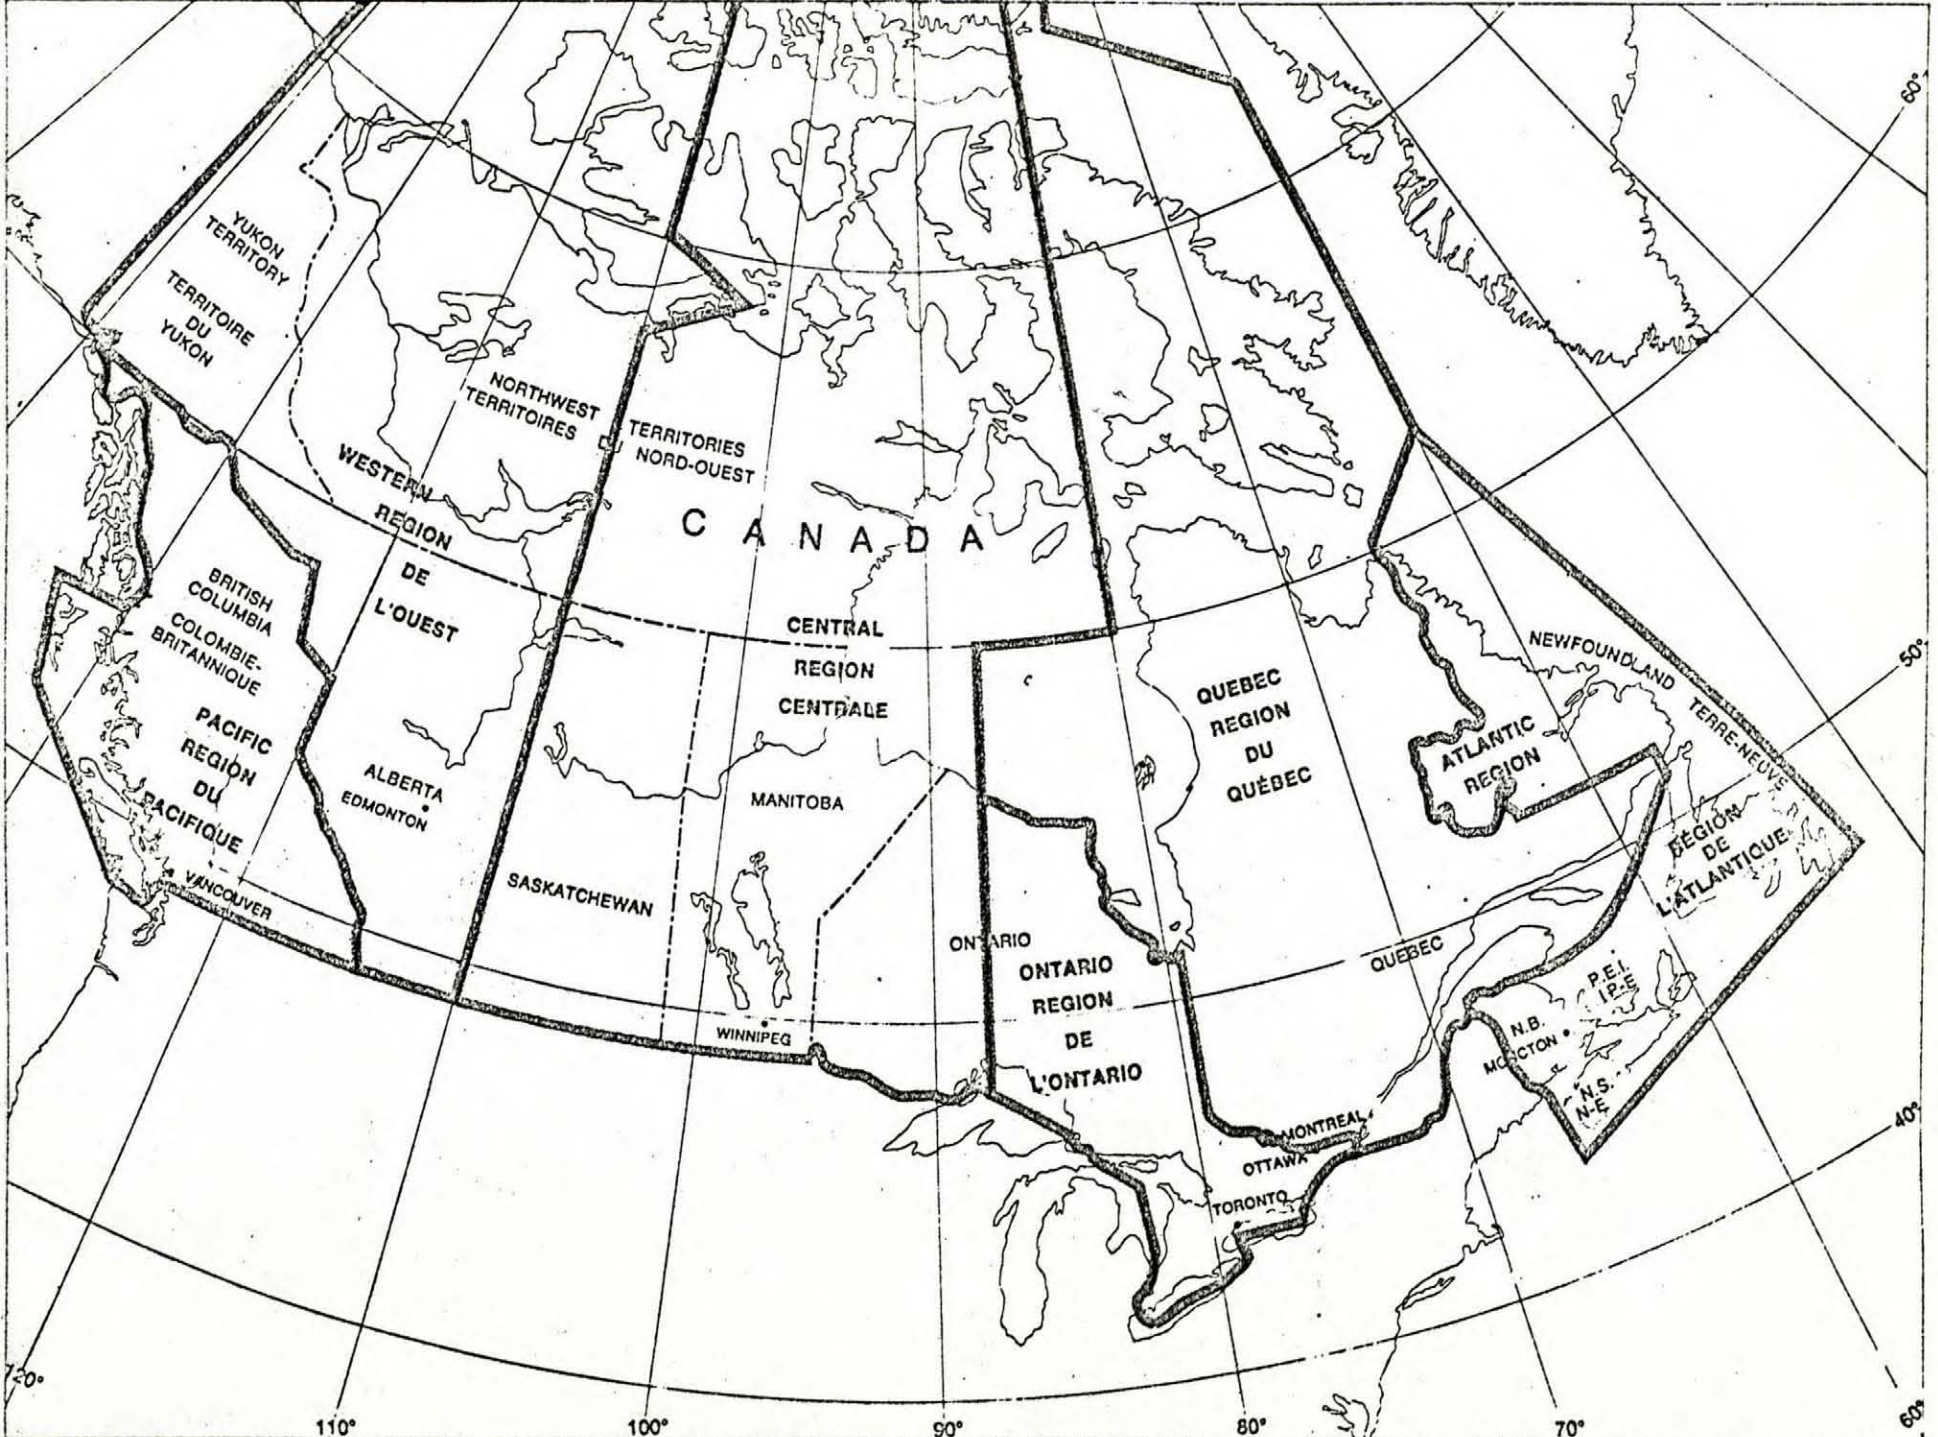 60°
YUKON
TERRITORY
TERRITOIRE
DU
YUKON
NORTHWEST
TERRITOIRES
DU
TERRITORIES
NORD-OUEST
WESTERN
REGION
DE
L'OUEST
CANADA
BRITISH
COLUMBIA
COLOMBIE-
BRITANNIQUE
PACIFIC
REGION
DU
PACIFIQUE
VANCOUVER
ALBERTA
EDMONTON
SASKATCHEWAN
CENTRAL
REGION
CENTRALE
MANITOBA
WINNIPEG
ONTARIO
ONTARIO
REGION
DE
L'ONTARIO
QUEBEC
REGION
DU
QUÉBEC
QUEBEC
MONTREAL
OTTAWA
TORONTO
NEWFOUNDLAND
TERRE-NEUVE
50°
ATLANTIC
REGION
RÉGION
DE
L'ATLANTIQUE
P.E.I.
I.P.-E
N.B.
MONCTON
N.S.
N-E
40°
120°
110°
100°
90°
80°
70°
60°